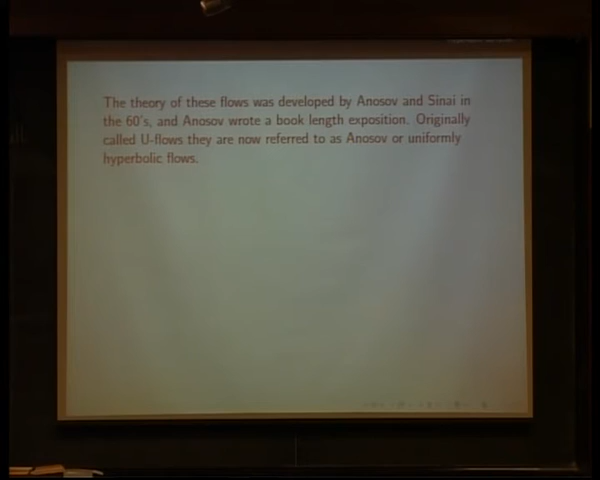 The theory of these flows was developed by Anosov and Sinai in
the 60's, and Anosov wrote a book length exposition. Originally
called U-flows they are now referred to as Anosov or uniformly
hyperbolic flows.